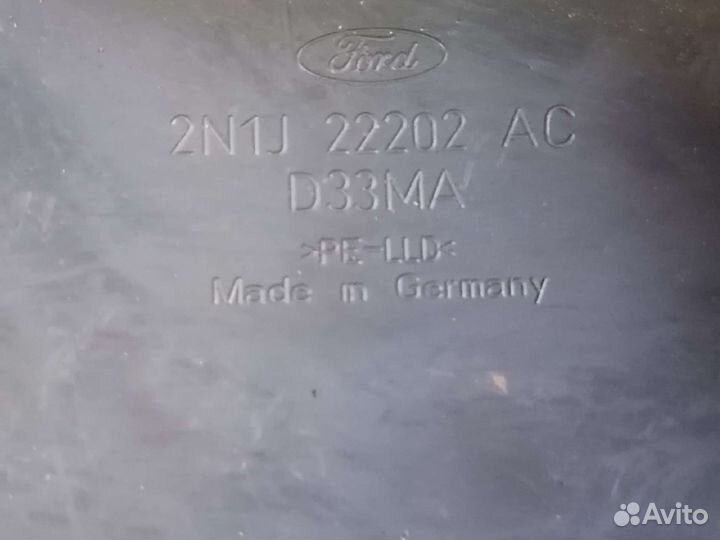 Ford
2N1J 22202 AC
D33MA
>PE-LLD<
Made in Germany
Avito